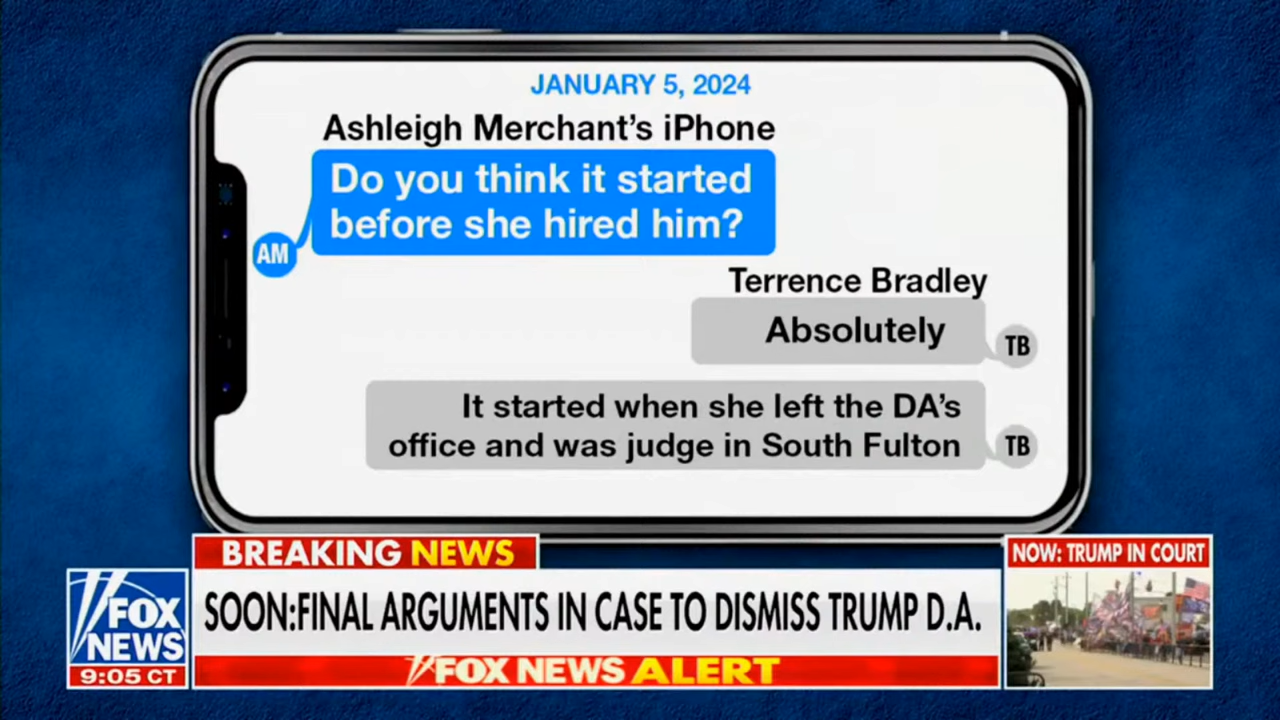 JANUARY 5, 2024
Ashleigh Merchant's iPhone
Do you think it started
before she hired him?
AM
Terrence Bradley
Absolutely
TB
It started when she left the DA's
office and was judge in South Fulton
TB
BREAKING NEWS
NOW: TRUMP IN COURT
SOON:FINAL ARGUMENTS IN CASE TO DISMISS TRUMP D.A.
FOX
NEWS
9:05 CT
FOX NEWS ALERT